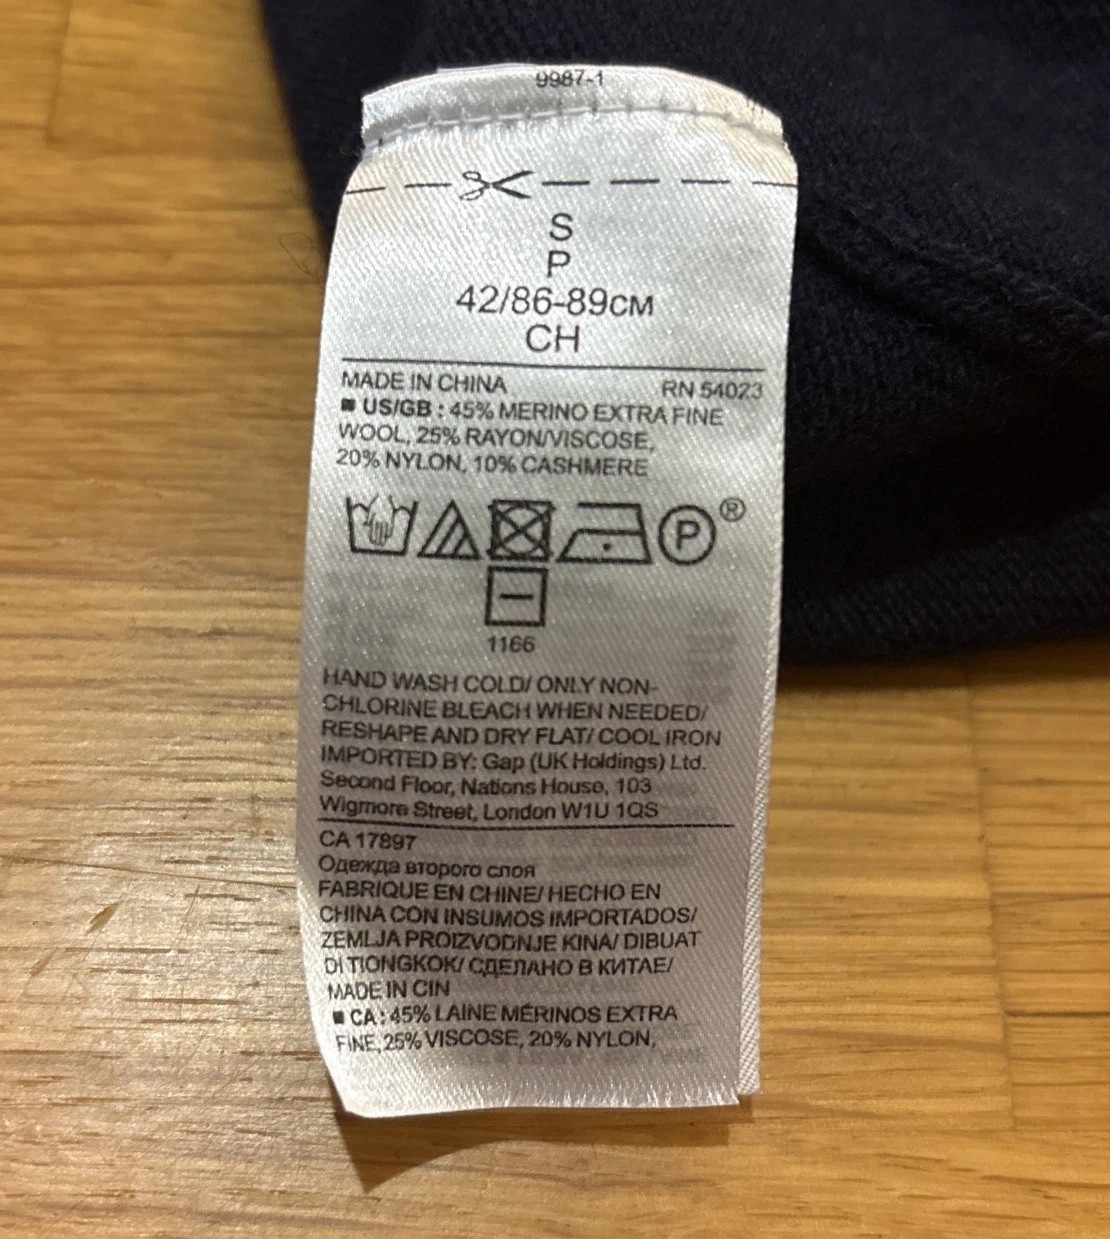 9987-1
S
P
42/86-89CM
CH
MADE IN CHINA RN 54023
■ US/GB : 45% MERINO EXTRA FINE
WOOL, 25% RAYON/VISCOSE,
20% NYLON, 10% CASHMERE
P ®
1166
HAND WASH COLD/ ONLY NON-
CHLORINE BLEACH WHEN NEEDED/
RESHAPE AND DRY FLAT/ COOL IRON
IMPORTED BY: Gap (UK Holdings) Ltd.
Second Floor, Nations House, 103
Wigmore Street, London W1U 1QS
CA 17897
Одежда второго слоя
FABRIQUE EN CHINE/ HECHO EN
CHINA CON INSUMOS IMPORTADOS/
ZEMLJA PROIZVODNJE KINA/ DIBUAT
DI TIONGKOK/ СДЕЛАНО В КИТАЕ/
MADE IN CIN
■ CA : 45% LAINE MÉRINOS EXTRA
FINE, 25% VISCOSE, 20% NYLON,